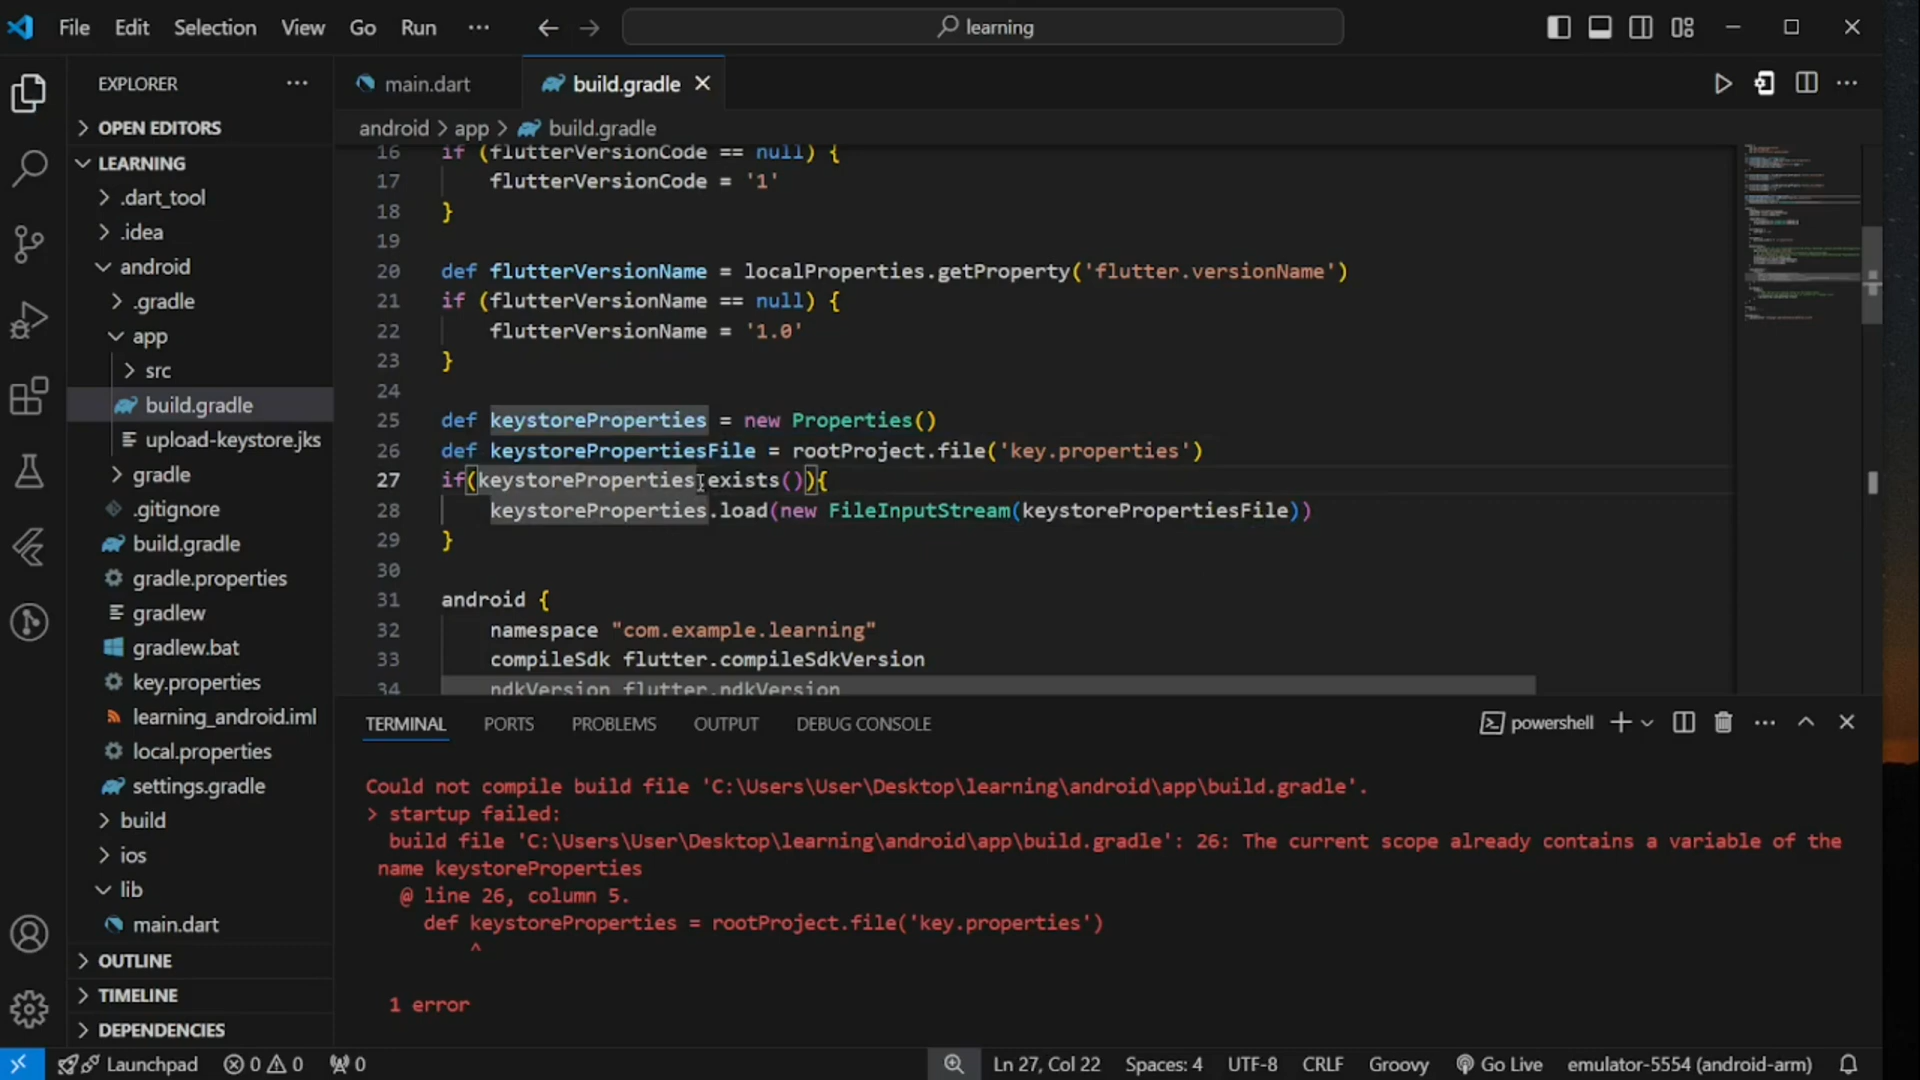 File Edit Selection View Go Run ··· learning
EXPLORER ···
OPEN EDITORS
LEARNING
.dart_tool
.idea
android
.gradle
app
src
build.gradle
upload-keystore.jks
gradle
.gitignore
build.gradle
gradle.properties
gradlew
gradlew.bat
key.properties
learning_android.iml
local.properties
settings.gradle
build
ios
lib
main.dart
OUTLINE
TIMELINE
DEPENDENCIES
main.dart build.gradle
android > app > build.gradle
16 if (flutterVersionCode == null) {
17 flutterVersionCode = '1'
18 }
19
20 def flutterVersionName = localProperties.getProperty('flutter.versionName')
21 if (flutterVersionName == null) {
22 flutterVersionName = '1.0'
23 }
24
25 def keystoreProperties = new Properties()
26 def keystorePropertiesFile = rootProject.file('key.properties')
27 if(keystoreProperties.exists()){
28 keystoreProperties.load(new FileInputStream(keystorePropertiesFile))
29 }
30
31 android {
32 namespace "com.example.learning"
33 compileSdk flutter.compileSdkVersion
34 ndkVersion flutter.ndkVersion
TERMINAL PORTS PROBLEMS OUTPUT DEBUG CONSOLE powershell
Could not compile build file 'C:\Users\User\Desktop\learning\android\app\build.gradle'.
> startup failed:
build file 'C:\Users\User\Desktop\learning\android\app\build.gradle': 26: The current scope already contains a variable of the
name keystoreProperties
@ line 26, column 5.
def keystoreProperties = rootProject.file('key.properties')
^
1 error
Launchpad 0 0 0 Ln 27, Col 22 Spaces: 4 UTF-8 CRLF Groovy Go Live emulator-5554 (android-arm)